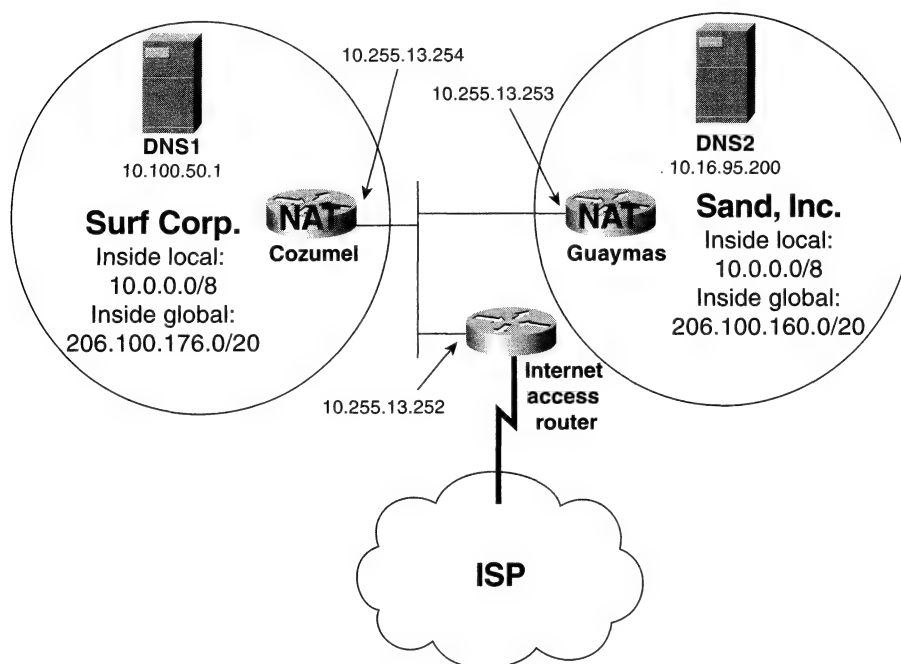 10.255.13.254
10.255.13.253
DNS1
10.100.50.1
DNS2
. 10.16.95.200
NAT
Cozumel
NAT
Guaymas
Surf Corp.
Inside local:
10.0.0.0/8
Inside global:
206.100.176.0/20
Sand, Inc.
Inside local:
10.0.0.0/8
Inside global:
206.100.160.0/20
10.255.13.252
Internet
access
router
ISP